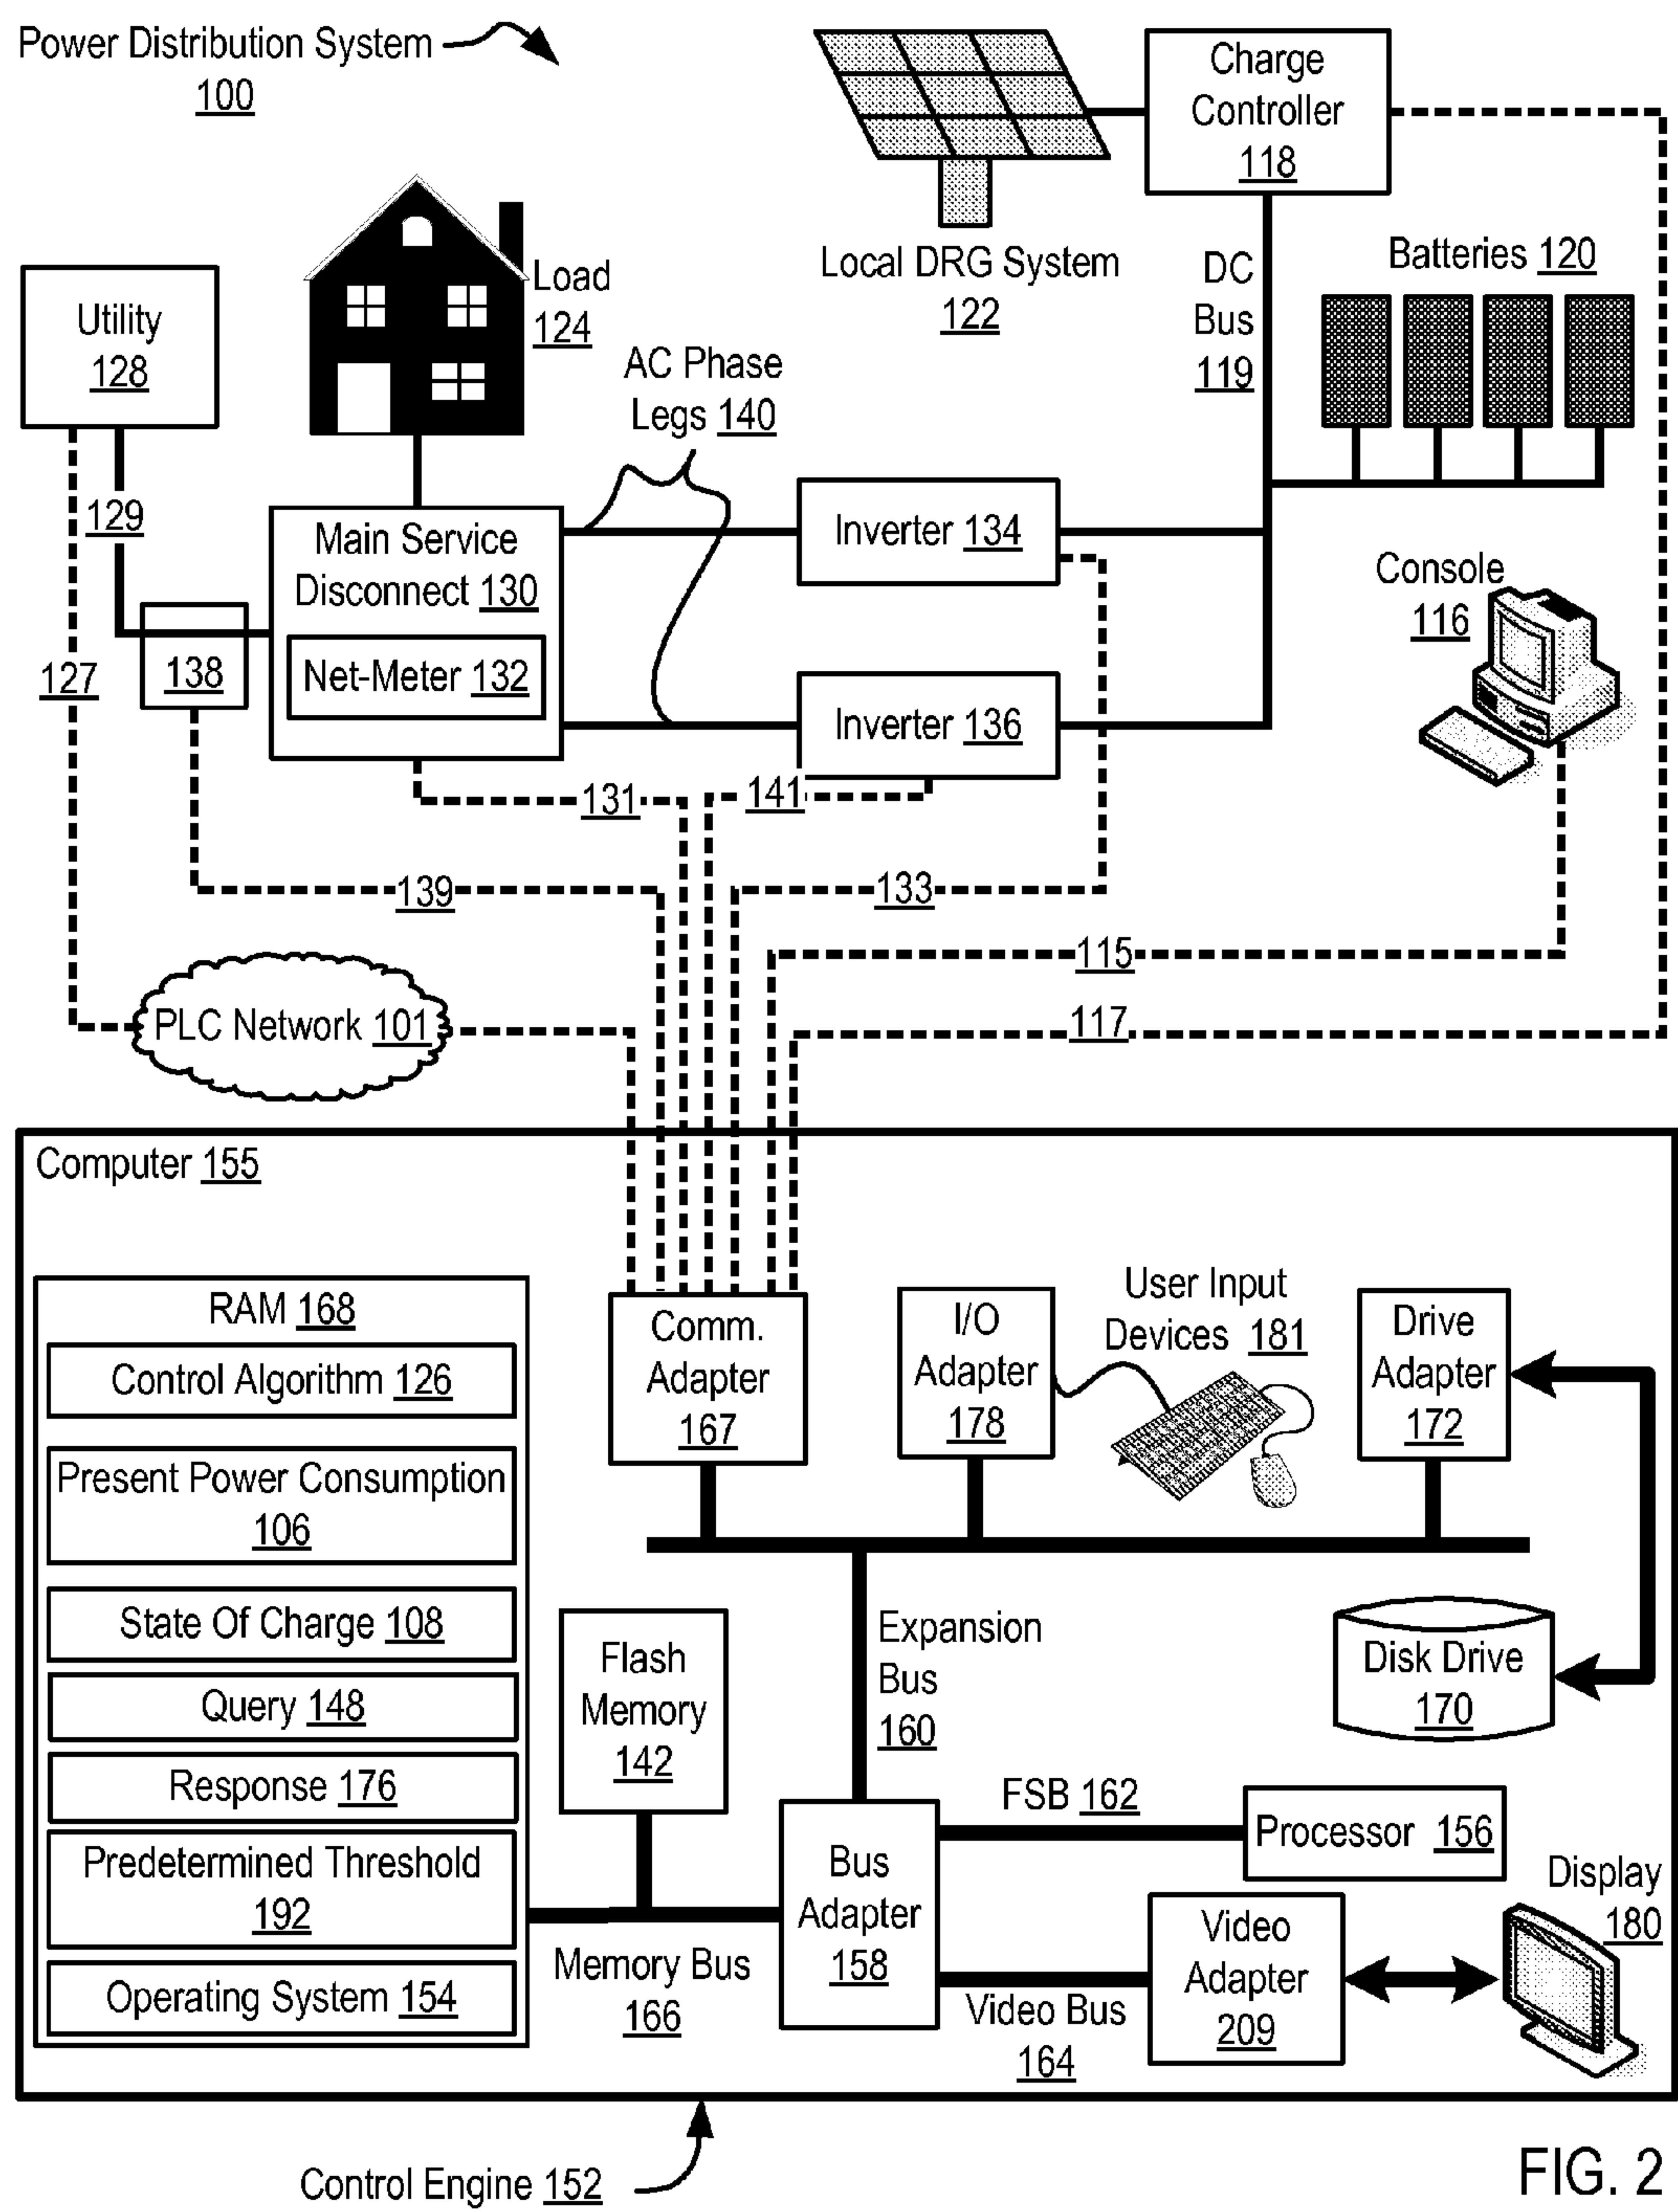 Power Distribution System
100
Charge
Controller
118
Local DRG System
122
DC
Bus
119
Batteries 120
Load
124
Utility
128
AC Phase
Legs 140
129
Main Service
Disconnect 130
Net-Meter 132
Inverter 134
Inverter 136
Console
116
127
138
131
141
139
133
115
117
PLC Network 101
Computer 155
RAM 168
Control Algorithm 126
Present Power Consumption
106
State Of Charge 108
Query 148
Response 176
Predetermined Threshold
192
Operating System 154
Comm.
Adapter
167
I/O
Adapter
178
User Input
Devices 181
Drive
Adapter
172
Disk Drive
170
Flash
Memory
142
Expansion
Bus
160
FSB 162
Processor 156
Bus
Adapter
158
Memory Bus
166
Video Bus
164
Video
Adapter
209
Display
180
Control Engine 152
FIG. 2